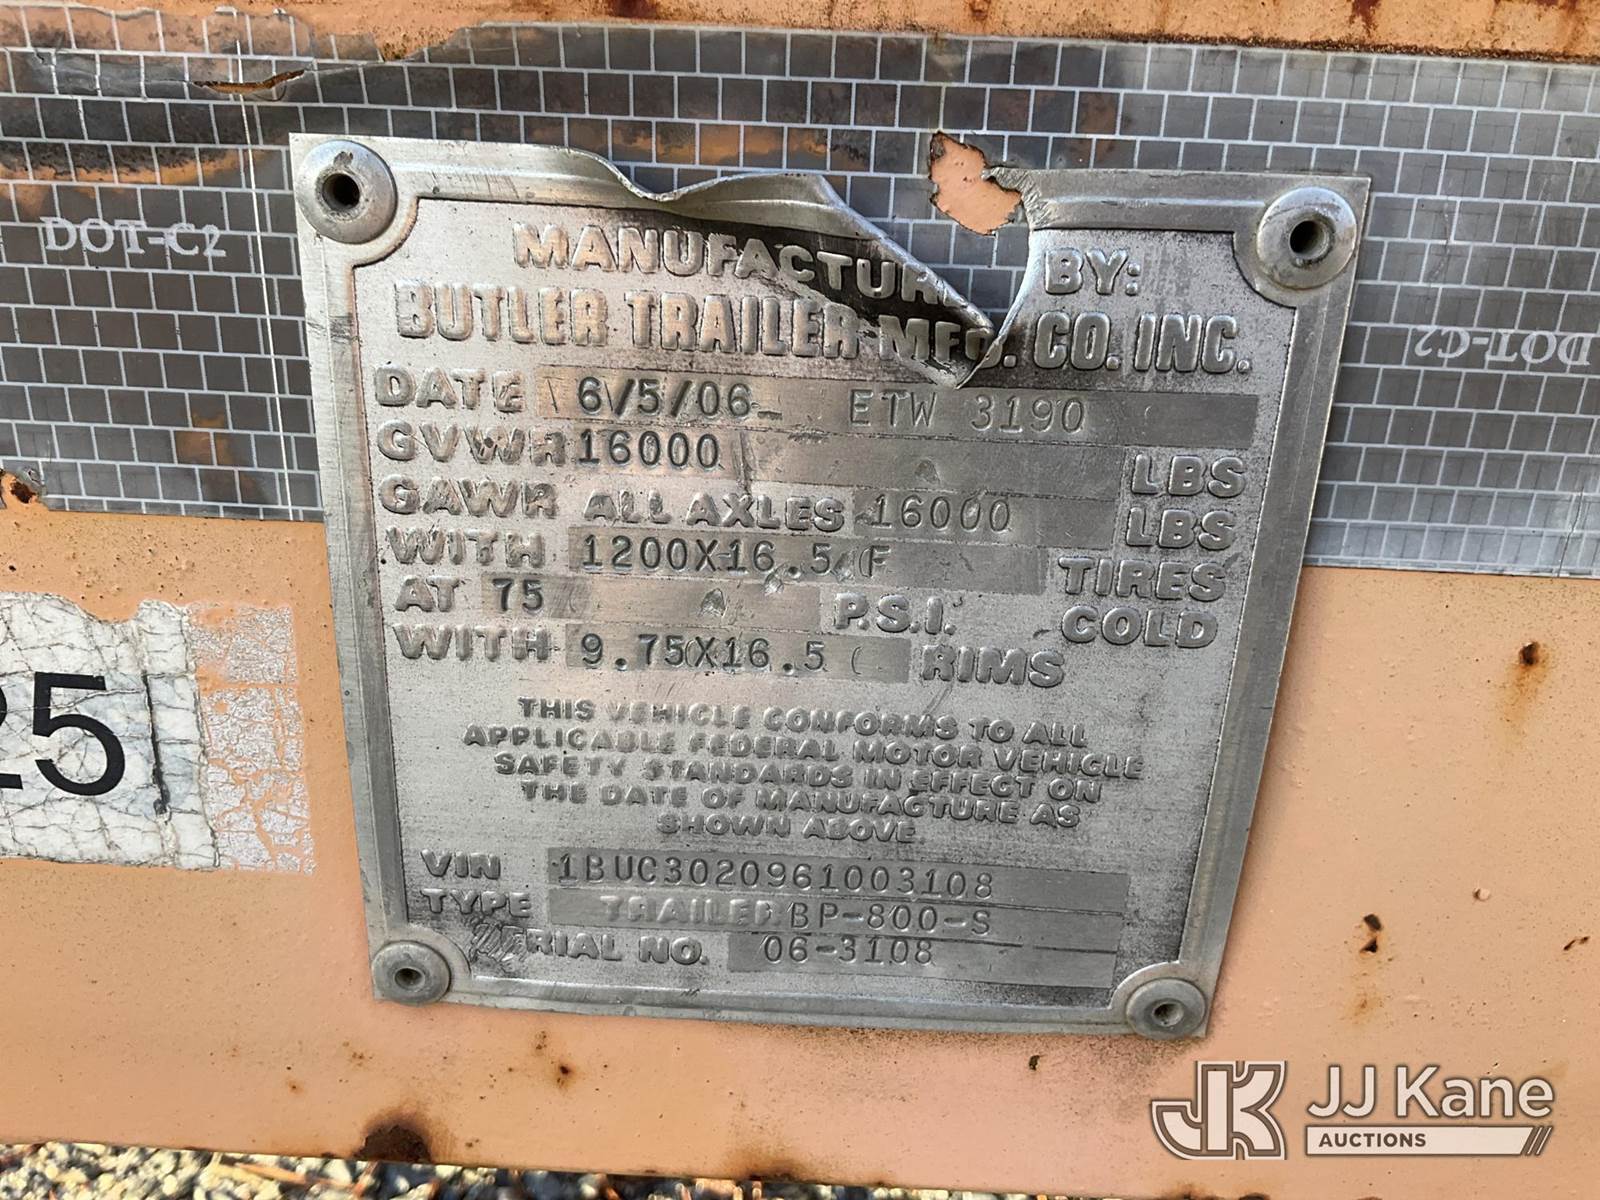 DOT-C2
MANUFACTUR BY:
BUTLER TRAILER MFG. CO. INC.
DATE 6/5/06 ETW 3190
GVWR 16000 LBS
GAWR ALL AXLES 16000 LBS
WITH 1200X16.5 F TIRES
AT 75 P.S.I. COLD
WITH 9.75X16.5 RIMS
THIS VEHICLE CONFORMS TO ALL
APPLICABLE FEDERAL MOTOR VEHICLE
SAFETY STANDARDS IN EFFECT ON
THE DATE OF MANUFACTURE AS
SHOWN ABOVE
VIN 1BUC3020961003108
TYPE TRAILER BP-800-S
SERIAL NO. 06-3108
DOT-C2
25
JK JJ Kane
AUCTIONS